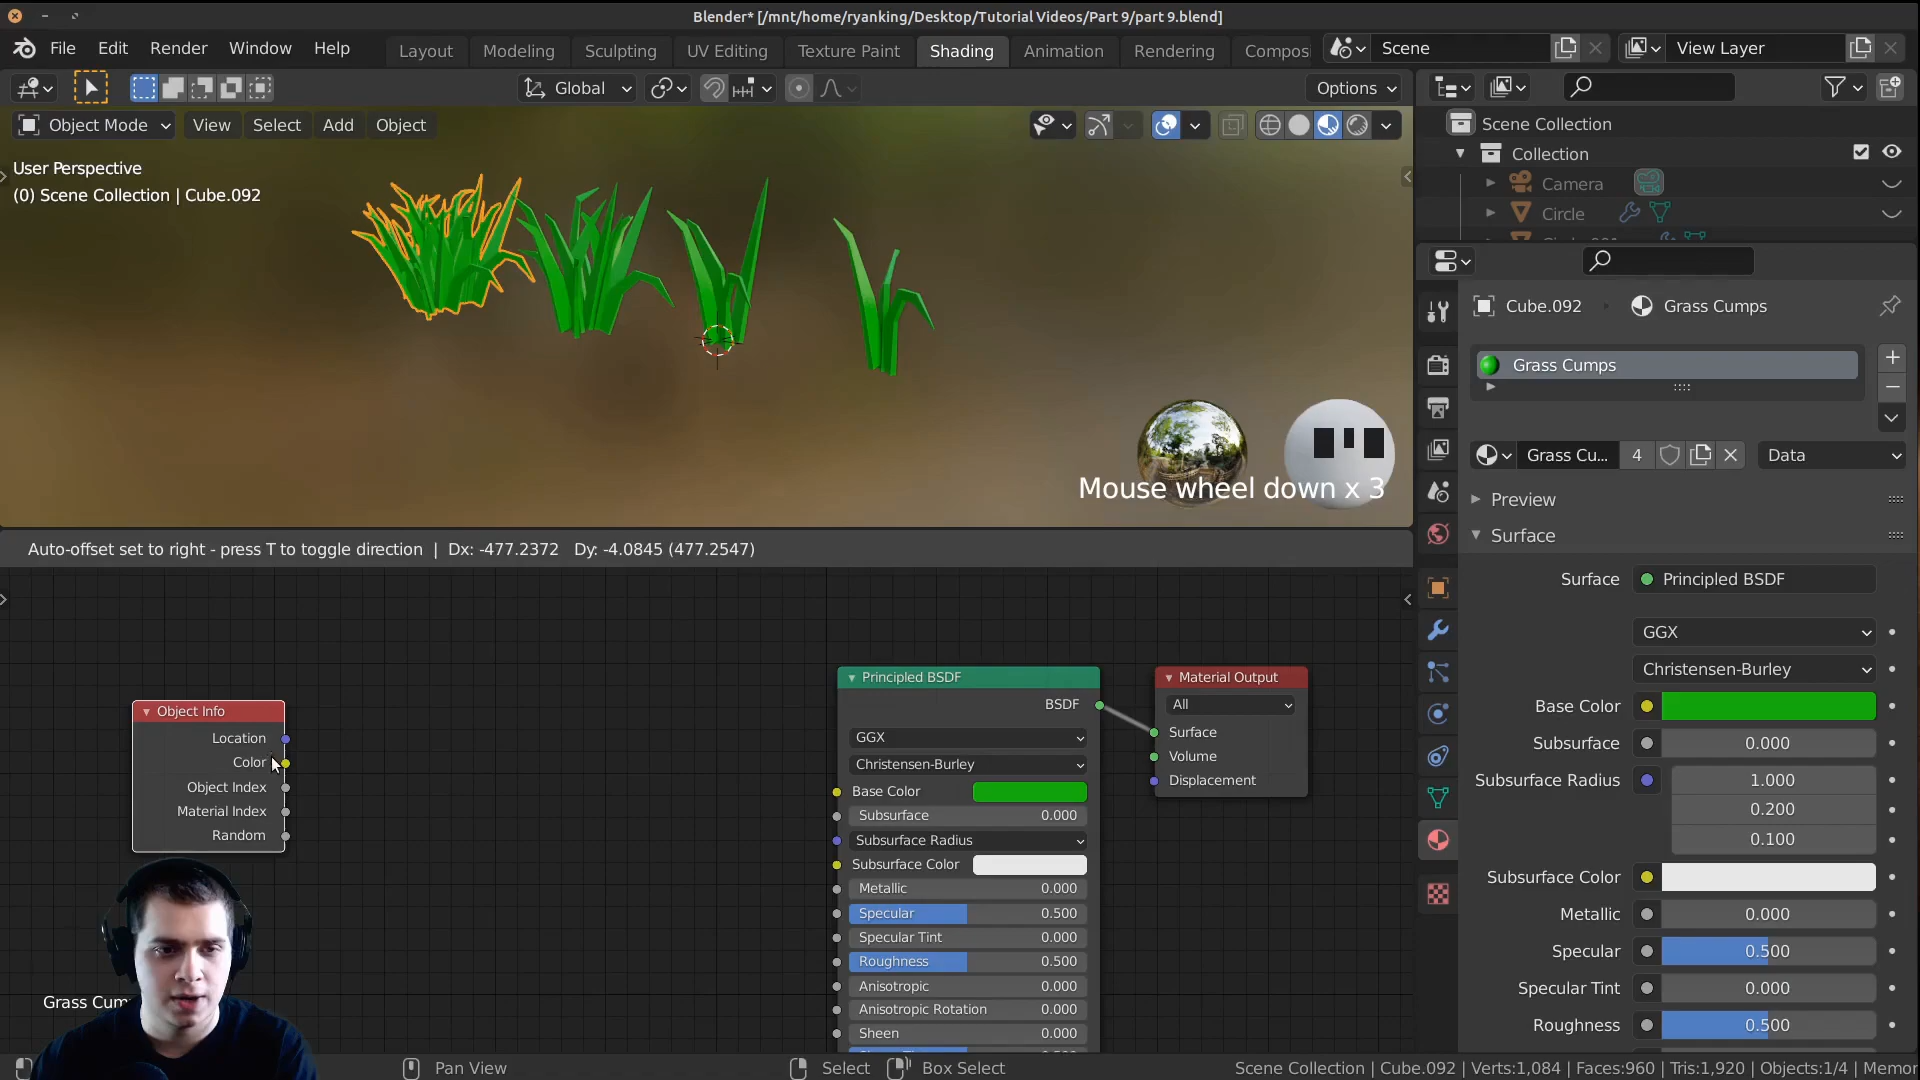 Blender* [/mnt/home/ryanking/Desktop/Tutorial Videos/Part 9/part 9.blend]
File Edit Render Window Help
Layout Modeling Sculpting UV Editing Texture Paint Shading Animation Rendering Compos
Scene
View Layer
Global
Options
Object Mode View Select Add Object
User Perspective
(0) Scene Collection | Cube.092
Mouse wheel down x 3
Auto-offset set to right - press T to toggle direction | Dx: -477.2372 Dy: -4.0845 (477.2547)
Object Info
Location
Color
Object Index
Material Index
Random
Principled BSDF
BSDF
GGX
Christensen-Burley
Base Color
Subsurface 0.000
Subsurface Radius
Subsurface Color
Metallic 0.000
Specular 0.500
Specular Tint 0.000
Roughness 0.500
Anisotropic 0.000
Anisotropic Rotation 0.000
Sheen 0.000
Material Output
All
Surface
Volume
Displacement
Grass Cum
Scene Collection
Collection
Camera
Circle
Cube.092 Grass Cumps
Grass Cumps
Grass Cu... 4 Data
Preview
Surface
Surface Principled BSDF
GGX
Christensen-Burley
Base Color
Subsurface 0.000
Subsurface Radius 1.000
0.200
0.100
Subsurface Color
Metallic 0.000
Specular 0.500
Specular Tint 0.000
Roughness 0.500
Pan View
Select
Box Select
Scene Collection | Cube.092 | Verts:1,084 | Faces:960 | Tris:1,920 | Objects:1/4 | Memor